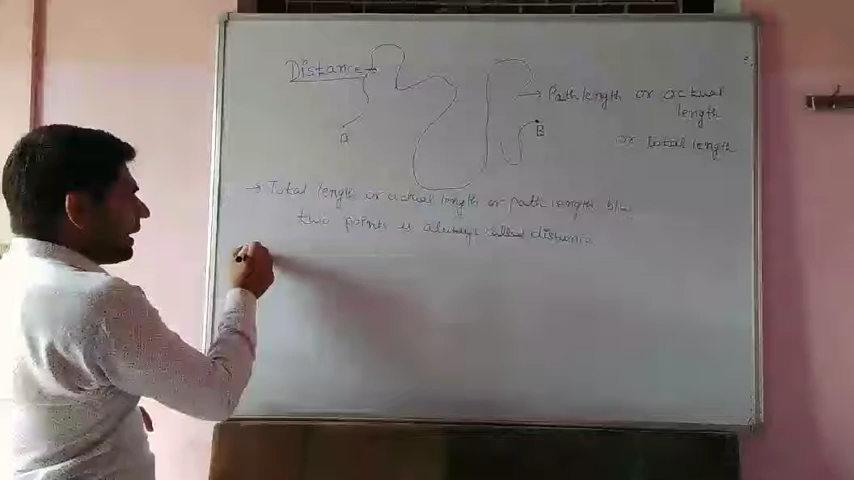 Distance →
→ Path length or actual
length
or total length
A
B
→ Total length or actual length or path length b/w
two points is always called distance